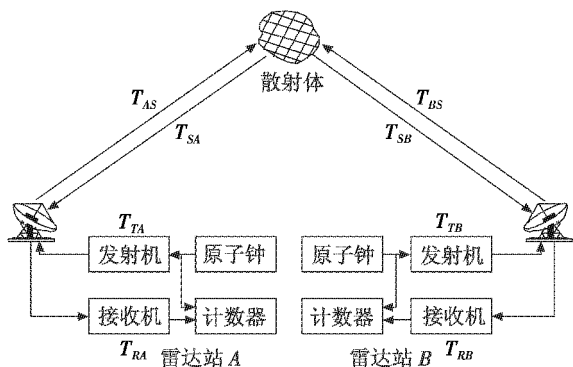 散射体
T_AS
T_SA
T_BS
T_SB
T_TA
T_TB
发射机
原子钟
原子钟
发射机
接收机
计数器
计数器
接收机
T_RA
雷达站 A
雷达站 B
T_RB